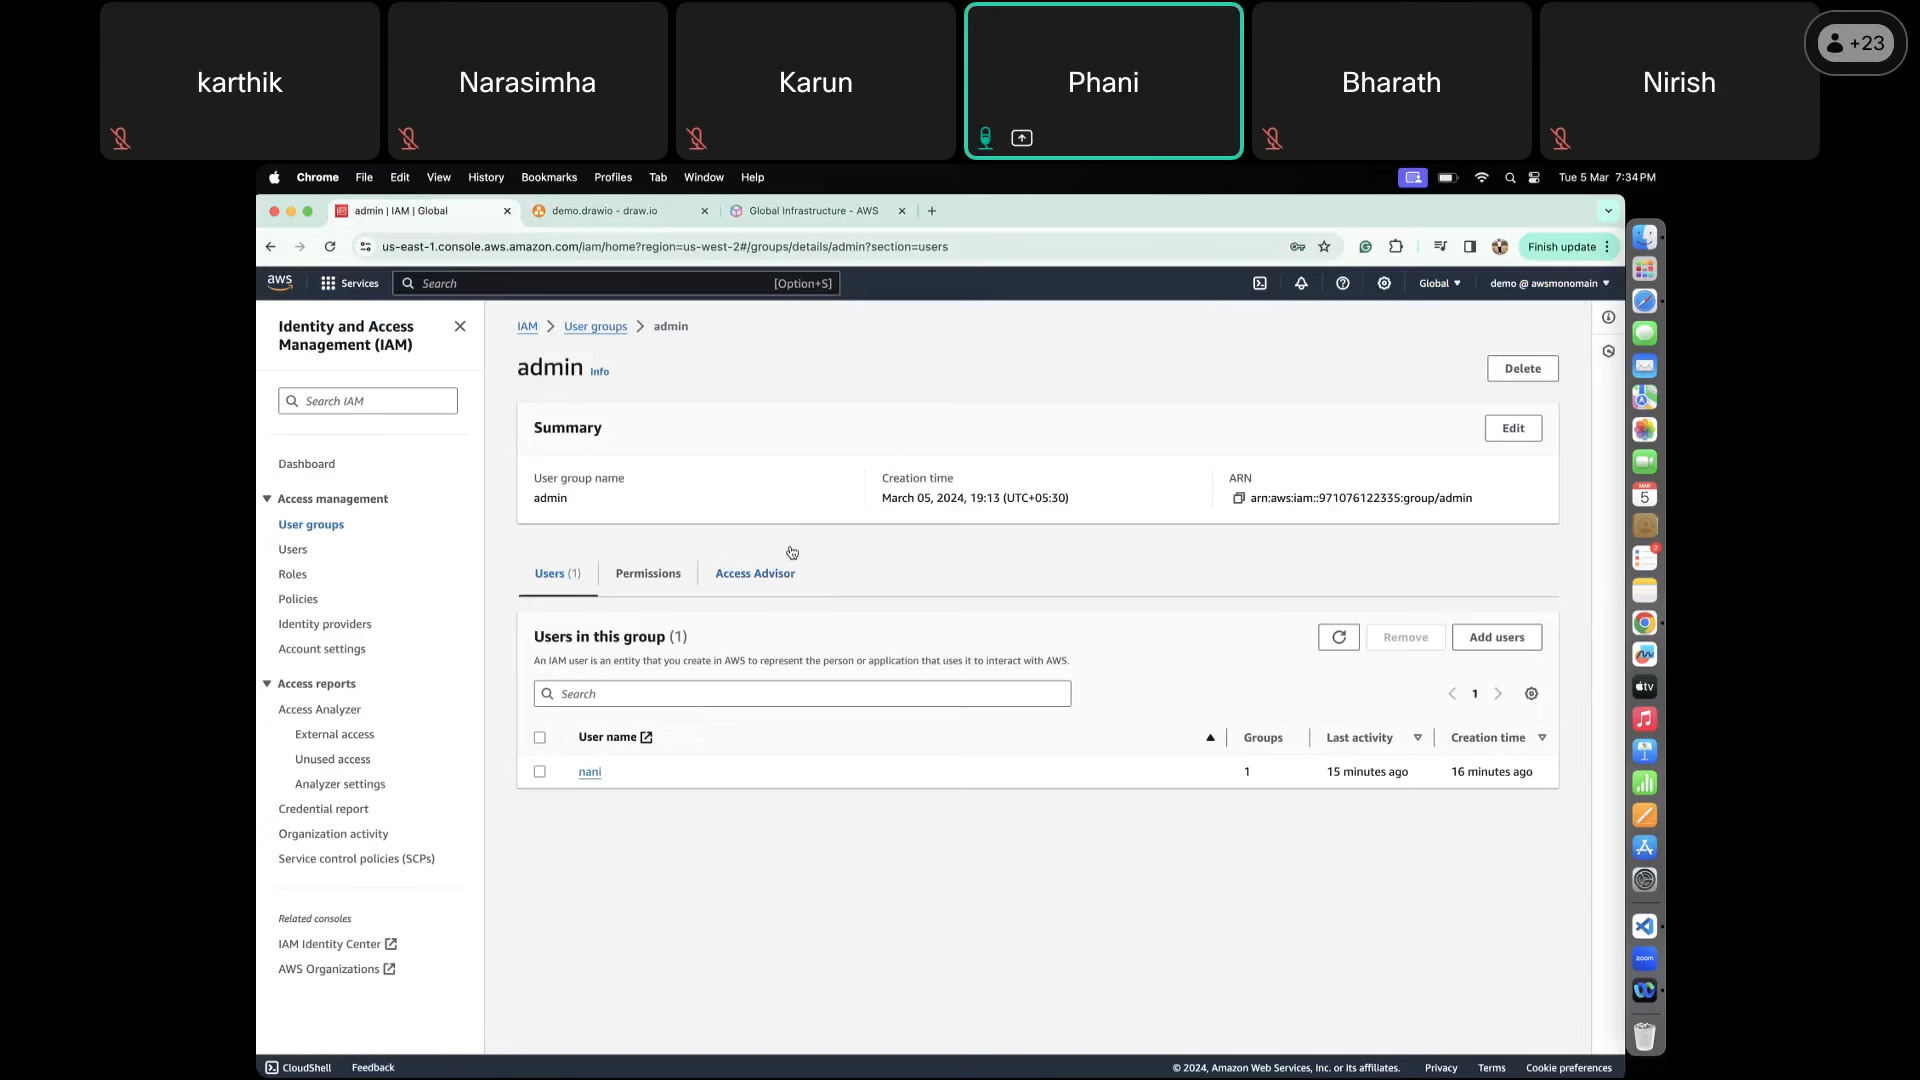 karthik
Narasimha
Karun
Phani
Bharath
Nirish
+23
Chrome File Edit View History Bookmarks Profiles Tab Window Help
Tue 5 Mar 7:34PM
admin | IAM | Global
demo.drawio - draw.io
Global Infrastructure - AWS
us-east-1.console.aws.amazon.com/iam/home?region=us-west-2#/groups/details/admin?section=users
Finish update
aws
Services
Search
[Option+S]
Global
demo @ awsmonomain
Identity and Access
Management (IAM)
Search IAM
Dashboard
Access management
User groups
Users
Roles
Policies
Identity providers
Account settings
Access reports
Access Analyzer
External access
Unused access
Analyzer settings
Credential report
Organization activity
Service control policies (SCPs)
Related consoles
IAM Identity Center
AWS Organizations
IAM
User groups
admin
admin Info
Delete
Summary
Edit
User group name
admin
Creation time
March 05, 2024, 19:13 (UTC+05:30)
ARN
arn:aws:iam::971076122335:group/admin
Users (1)
Permissions
Access Advisor
Users in this group (1)
Remove
Add users
An IAM user is an entity that you create in AWS to represent the person or application that uses it to interact with AWS.
Search
1
User name
Groups
Last activity
Creation time
nani
1
15 minutes ago
16 minutes ago
MAR
5
2
tv
zoom
CloudShell
Feedback
© 2024, Amazon Web Services, Inc. or its affiliates.
Privacy
Terms
Cookie preferences